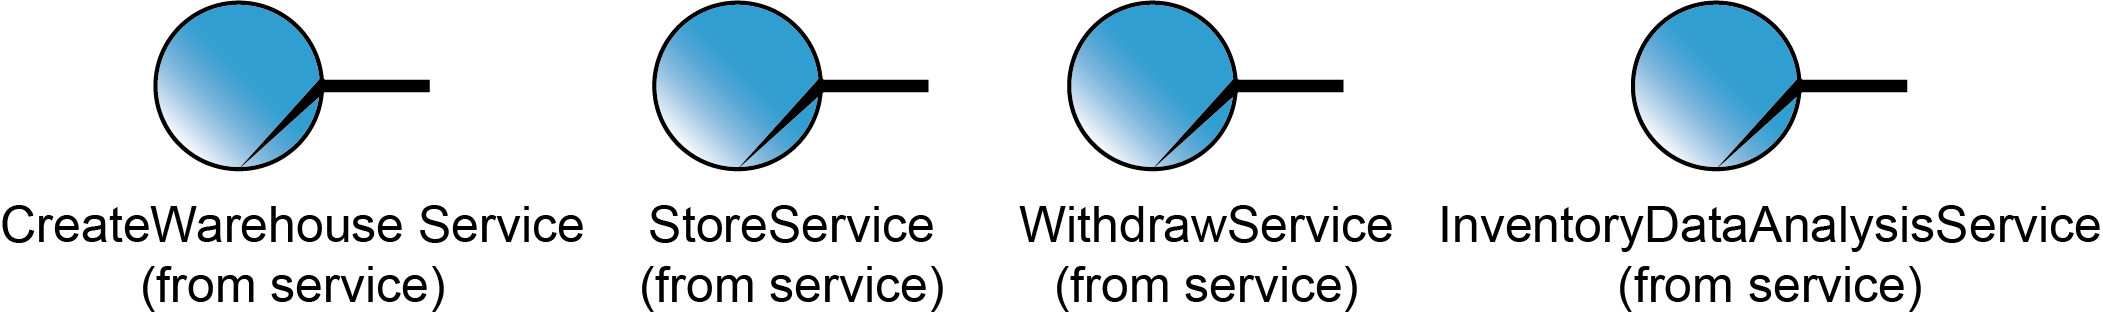 CreateWarehouse Service
(from service)
StoreService
(from service)
WithdrawService
(from service)
InventoryDataAnalysisService
(from service)